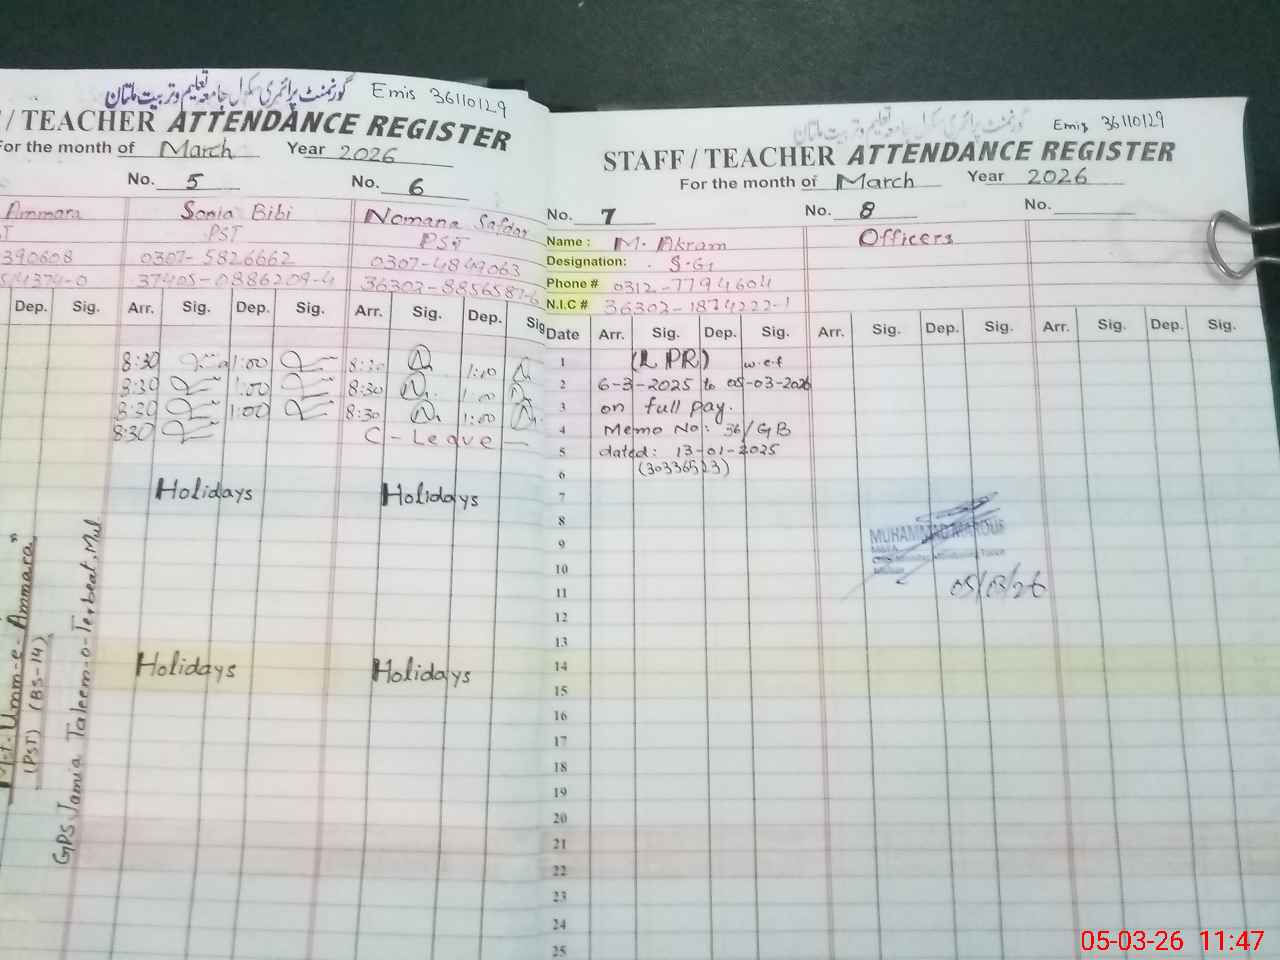 گورنمنٹ پرائمری سکول جامعہ تعلیم و تربیت ملتان Emis 36110129
/ TEACHER ATTENDANCE REGISTER
For the month of March Year 2026
No. 5 No. 6
Ammara Sonia Bibi Nomana Safdar
PST PST
390608 0307-5826662 0307-4849063
37405-0886209-4 36302-8856587-6
Dep. Sig. Arr. Sig. Dep. Sig. Arr. Sig. Dep. Sig
8:30 1:00 8:30 1:00
8:30 1:00 8:30 1:00
8:30 1:00 8:30 1:00
8:30 C-Leave
Holidays Holidays
Holidays Holidays
Mst. Umm-e-Ammara"
(PST) (BS-14)
GPS Jamia Taleem-o-Terbeat, Mul
گورنمنٹ پرائمری سکول جامعہ تعلیم و تربیت ملتان Emis 36110129
STAFF / TEACHER ATTENDANCE REGISTER
For the month of March Year 2026
No. 7 No. 8 No.
Name : M. Akram Officers
Designation: S.G1
Phone # 0312-7794604
N.I.C # 36302-1874222-1
Date Arr. Sig. Dep. Sig. Arr. Sig. Dep. Sig. Arr. Sig. Dep. Sig.
1 (LPR) w.e.f
2 6-3-2025 to 05-03-2026
3 on full pay.
4 Memo No: 36/GB
5 dated: 13-01-2025
6 (30336523)
7
8
MUHAMMAD MAROUF
9
10
11 05/03/26
12
13
14
15
16
17
18
19
20
21
22
23
24
25
05-03-26 11:47